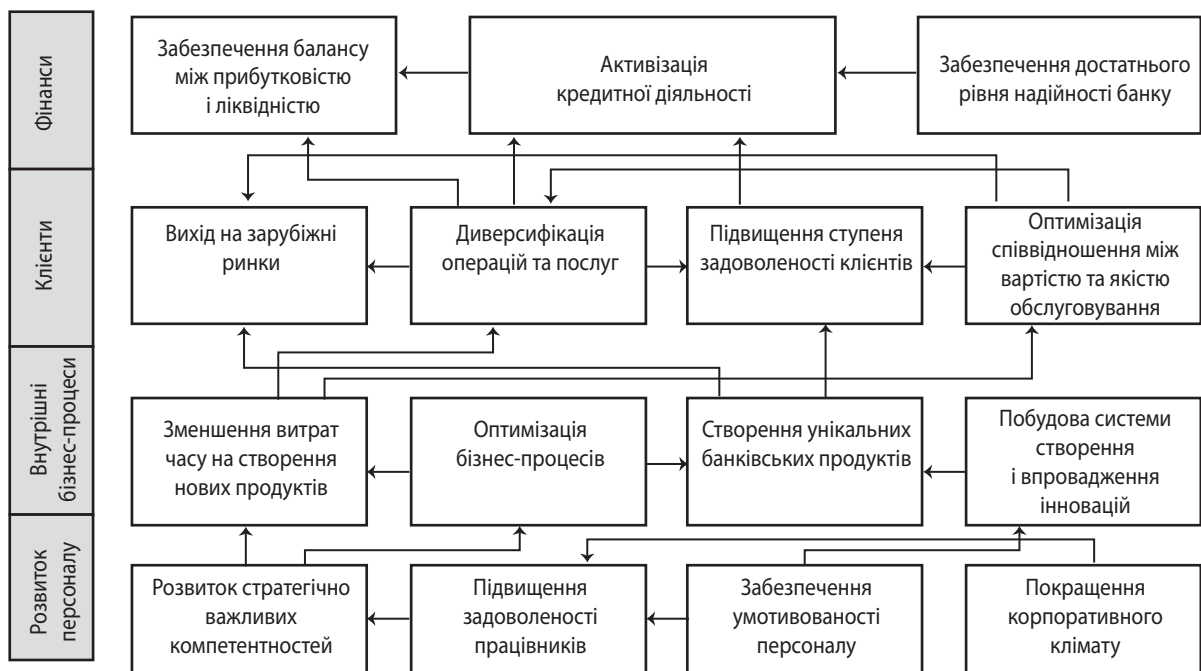 Фінанси
Забезпечення балансу
між прибутковістю
і ліквідністю
Активізація
кредитної діяльності
Забезпечення достатнього
рівня надійності банку
Клієнти
Вихід на зарубіжні
ринки
Диверсифікація
операцій та послуг
Підвищення ступеня
задоволеності клієнтів
Оптимізація
співвідношення між
вартістю та якістю
обслуговування
Внутрішні
бізнес-процеси
Зменшення витрат
часу на створення
нових продуктів
Оптимізація
бізнес-процесів
Створення унікальних
банківських продуктів
Побудова системи
створення
і впровадження
інновацій
Розвиток
персоналу
Розвиток стратегічно
важливих
компетентностей
Підвищення
задоволеності
працівників
Забезпечення
умотивованості
персоналу
Покращення
корпоративного
клімату